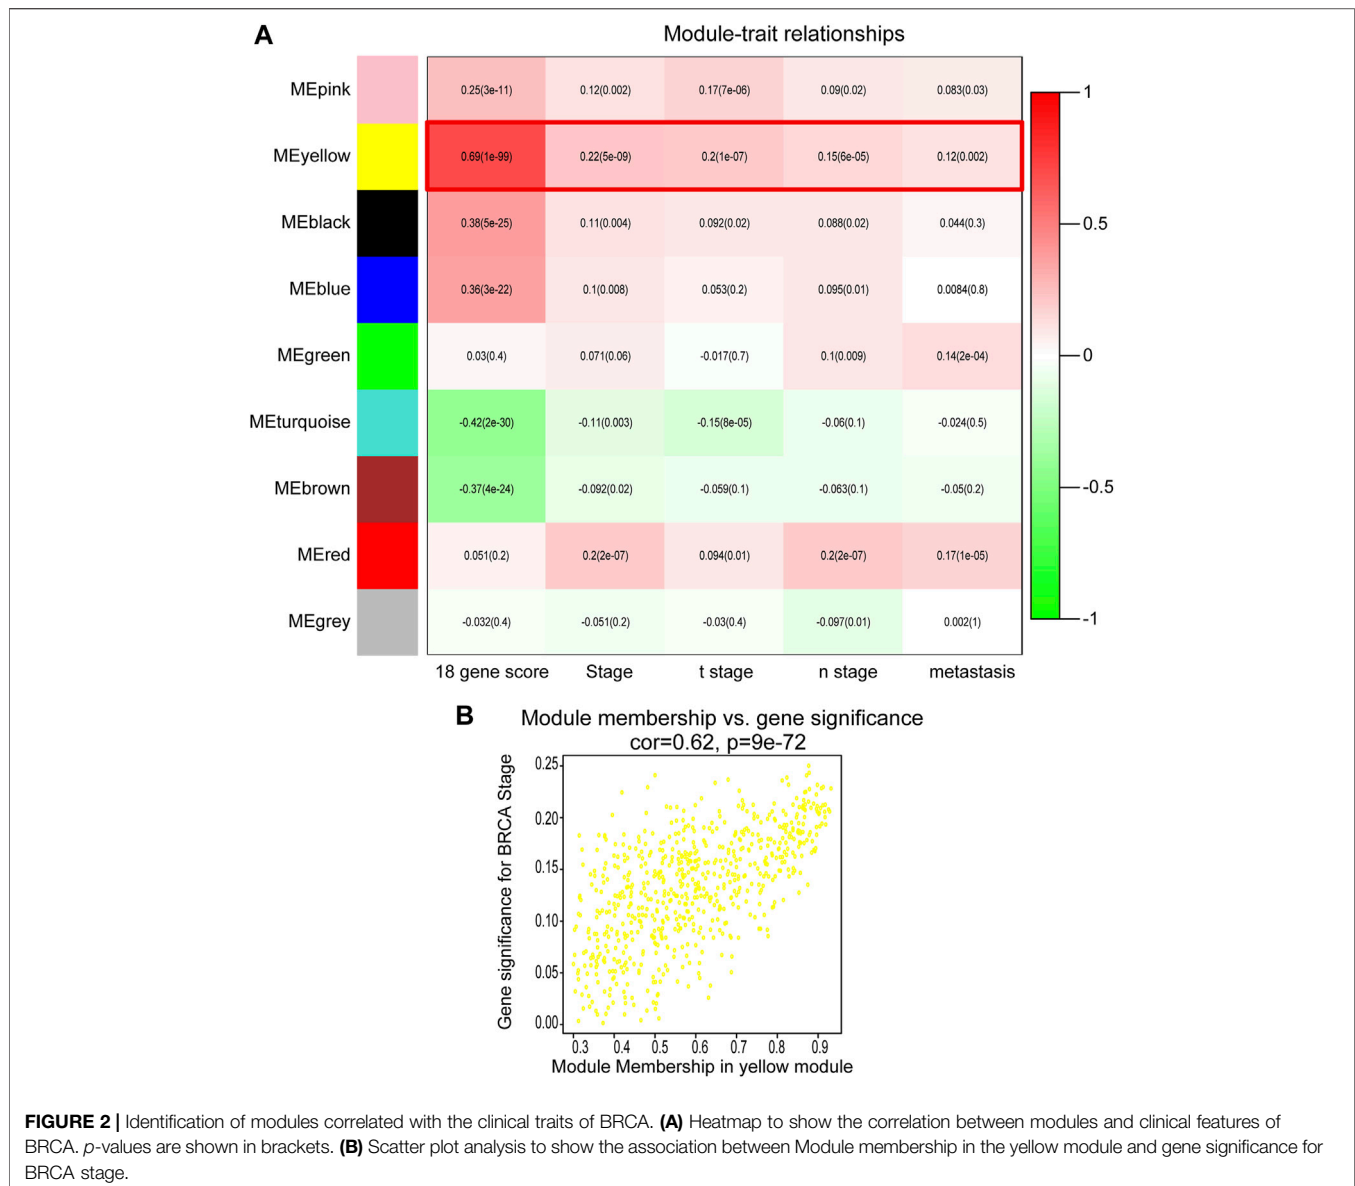 A
Module-trait relationships
MEpink 0.25(3e-11) 0.12(0.002) 0.17(7e-06) 0.09(0.02) 0.083(0.03)
MEyellow 0.69(1e-99) 0.22(5e-09) 0.2(1e-07) 0.15(6e-05) 0.12(0.002)
MEblack 0.38(5e-25) 0.11(0.004) 0.092(0.02) 0.088(0.02) 0.044(0.3)
MEblue 0.36(3e-22) 0.1(0.008) 0.053(0.2) 0.095(0.01) 0.0084(0.8)
MEgreen 0.03(0.4) 0.071(0.06) -0.017(0.7) 0.1(0.009) 0.14(2e-04)
MEturquoise -0.42(2e-30) -0.11(0.003) -0.15(8e-05) -0.06(0.1) -0.024(0.5)
MEbrown -0.37(4e-24) -0.092(0.02) -0.059(0.1) -0.063(0.1) -0.05(0.2)
MEred 0.051(0.2) 0.2(2e-07) 0.094(0.01) 0.2(2e-07) 0.17(1e-05)
MEgrey -0.032(0.4) -0.051(0.2) -0.03(0.4) -0.097(0.01) 0.002(1)
18 gene score Stage t stage n stage metastasis
1
0.5
0
-0.5
-1
B
Module membership vs. gene significance
cor=0.62, p=9e-72
Gene significance for BRCA Stage
0.25
0.20
0.15
0.10
0.05
0.00
0.3 0.4 0.5 0.6 0.7 0.8 0.9
Module Membership in yellow module
FIGURE 2 | Identification of modules correlated with the clinical traits of BRCA. (A) Heatmap to show the correlation between modules and clinical features of
BRCA. p-values are shown in brackets. (B) Scatter plot analysis to show the association between Module membership in the yellow module and gene significance for
BRCA stage.